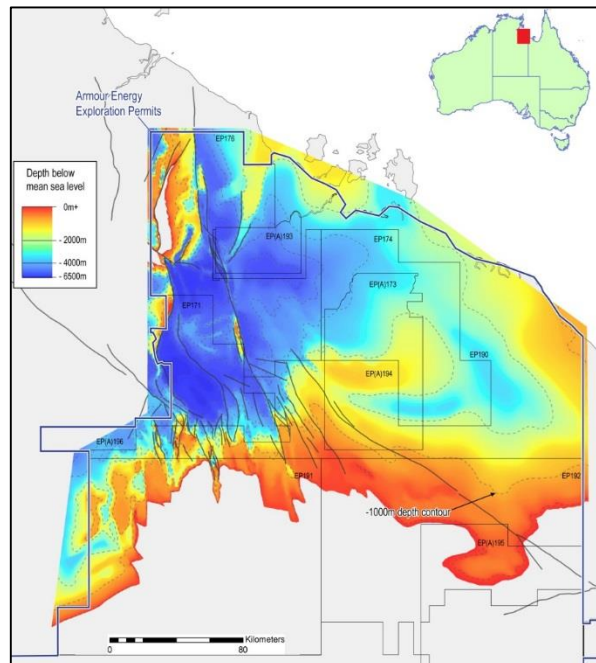 Armour Energy
Exploration Permits
EP176
Depth below
mean sea level
0m+
- 2000m
- 4000m
- 6500m
EP(A)193
EP174
EP(A)173
EP171
EP190
EP(A)194
EP(A)196
EP191
EP192
-1000m depth contour
EP(A)195
Kilometers
0
80